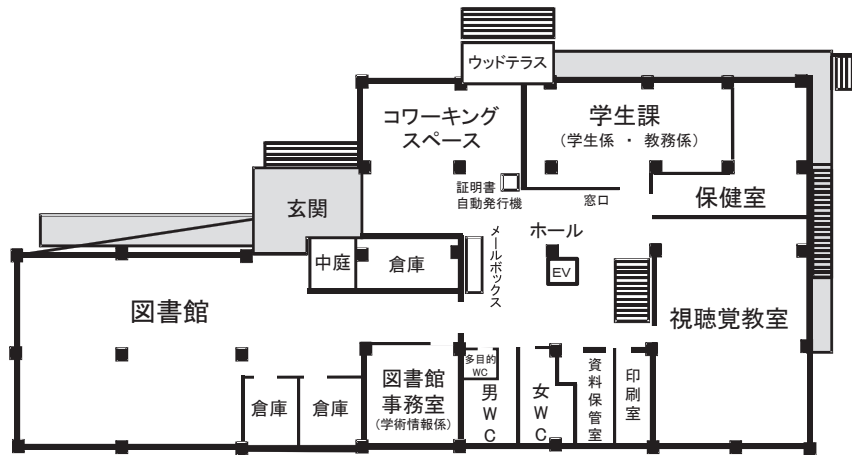 ウッドテラス
コワーキング
スペース
学生課
（学生係 ・ 教務係）
証明書
自動発行機
窓口
保健室
玄関
メールボックス
ホール
中庭
倉庫
EV
図書館
視聴覚教室
倉庫
倉庫
図書館
事務室
(学術情報係)
多目的
WC
男WC
女WC
資料保管室
印刷室